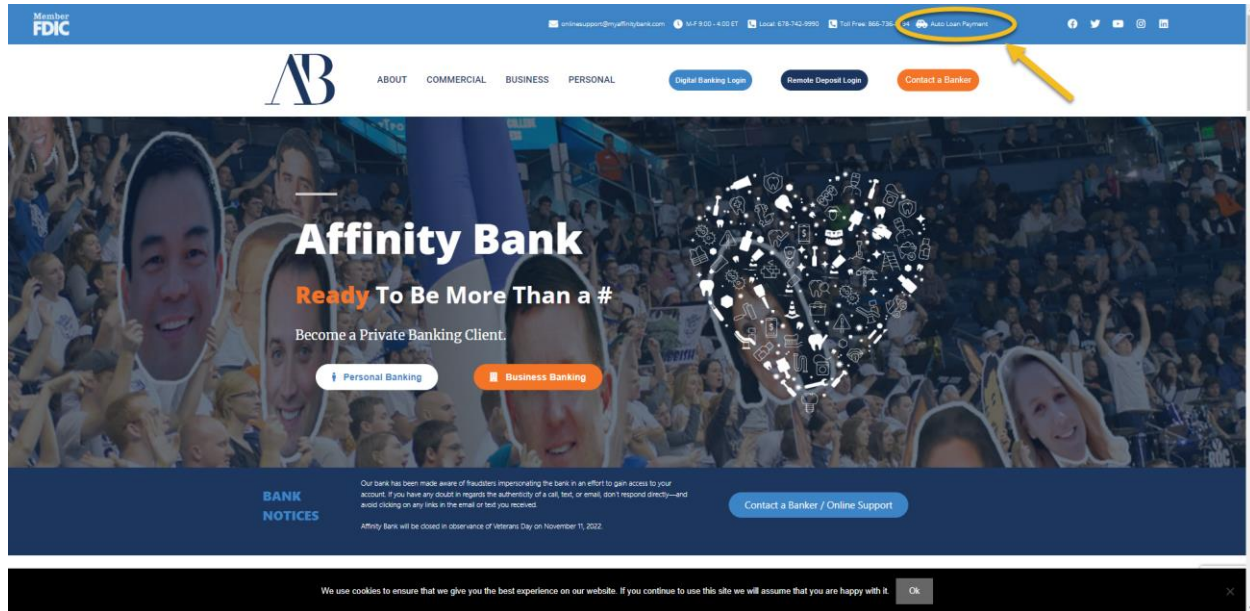 Member
FDIC
onlinesupport@myaffinitybank.com
M-F 9:00 - 4:00 ET
Local: 678-742-9990
Toll Free: 866-736-
Auto Loan Payment
AB
ABOUT
COMMERCIAL
BUSINESS
PERSONAL
Digital Banking Login
Remote Deposit Login
Contact a Banker
Affinity Bank
Ready To Be More Than a #
Become a Private Banking Client.
Personal Banking
Business Banking
BANK
NOTICES
Our bank has been made aware of fraudsters impersonating the bank in an effort to gain access to your
account. If you have any doubt in regards the authenticity of a call, text, or email, don't respond directly—and
avoid clicking on any links in the email or text you received.
Affinity Bank will be closed in observance of Veterans Day on November 11, 2022.
Contact a Banker / Online Support
We use cookies to ensure that we give you the best experience on our website. If you continue to use this site we will assume that you are happy with it.
Ok